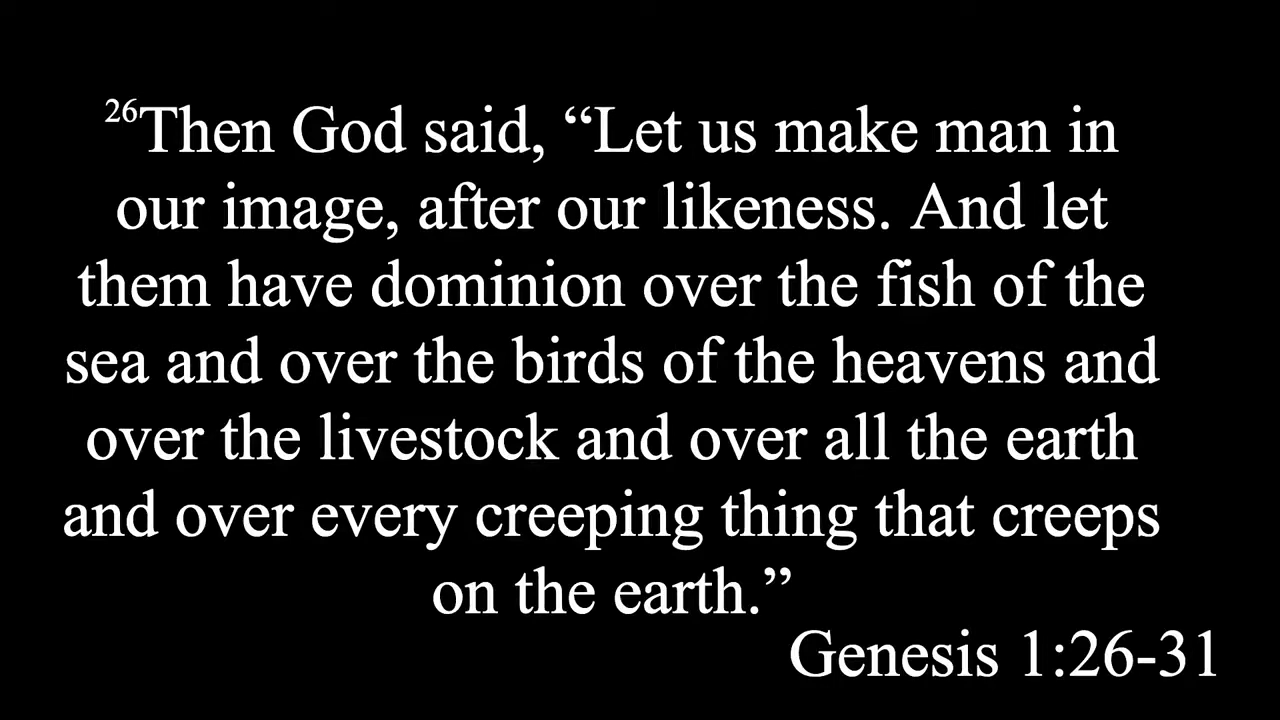 26Then God said, “Let us make man in
our image, after our likeness. And let
them have dominion over the fish of the
sea and over the birds of the heavens and
over the livestock and over all the earth
and over every creeping thing that creeps
on the earth.”
Genesis 1:26-31